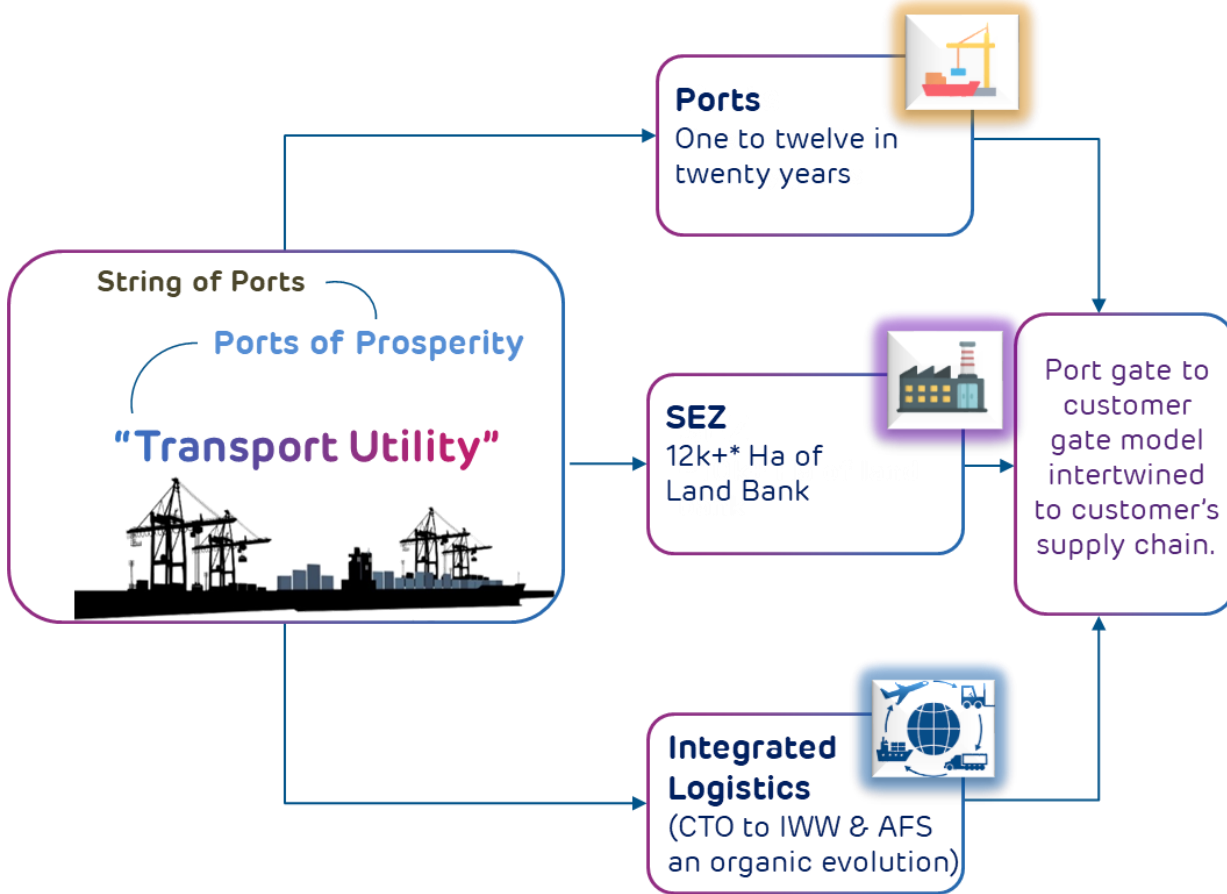 String of Ports
Ports of Prosperity
“Transport Utility”
Ports
One to twelve in
twenty years
SEZ
12k+* Ha of
Land Bank
Integrated
Logistics
(CTO to IWW & AFS
an organic evolution)
Port gate to
customer
gate model
intertwined
to customer’s
supply chain.